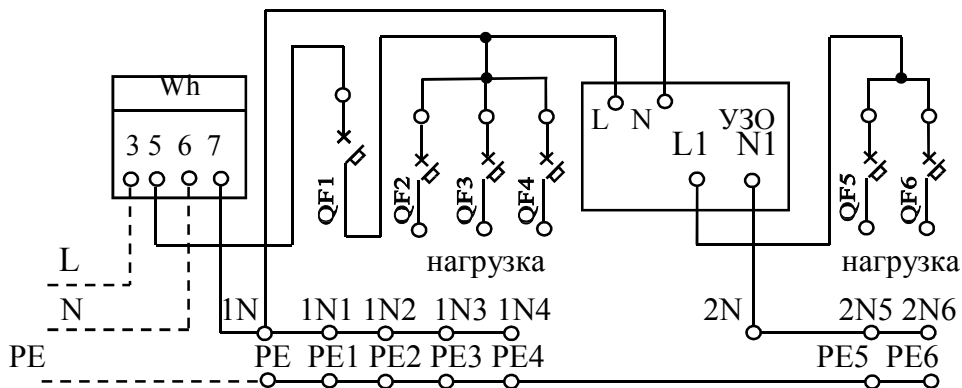 Wh
3 5 6 7
QF1
QF2
QF3
QF4
L N УЗО
L1 N1
QF5
QF6
нагрузка
нагрузка
L
N
PE
1N 1N1 1N2 1N3 1N4
2N 2N5 2N6
PE PE1 PE2 PE3 PE4
PE5 PE6